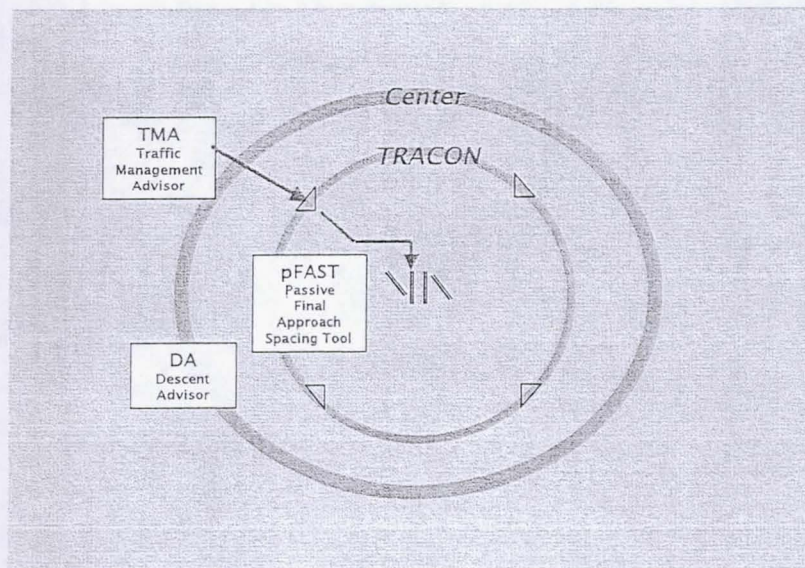 Center
TRACON
TMA
Traffic
Management
Advisor
pFAST
Passive
Final
Approach
Spacing Tool
DA
Descent
Advisor